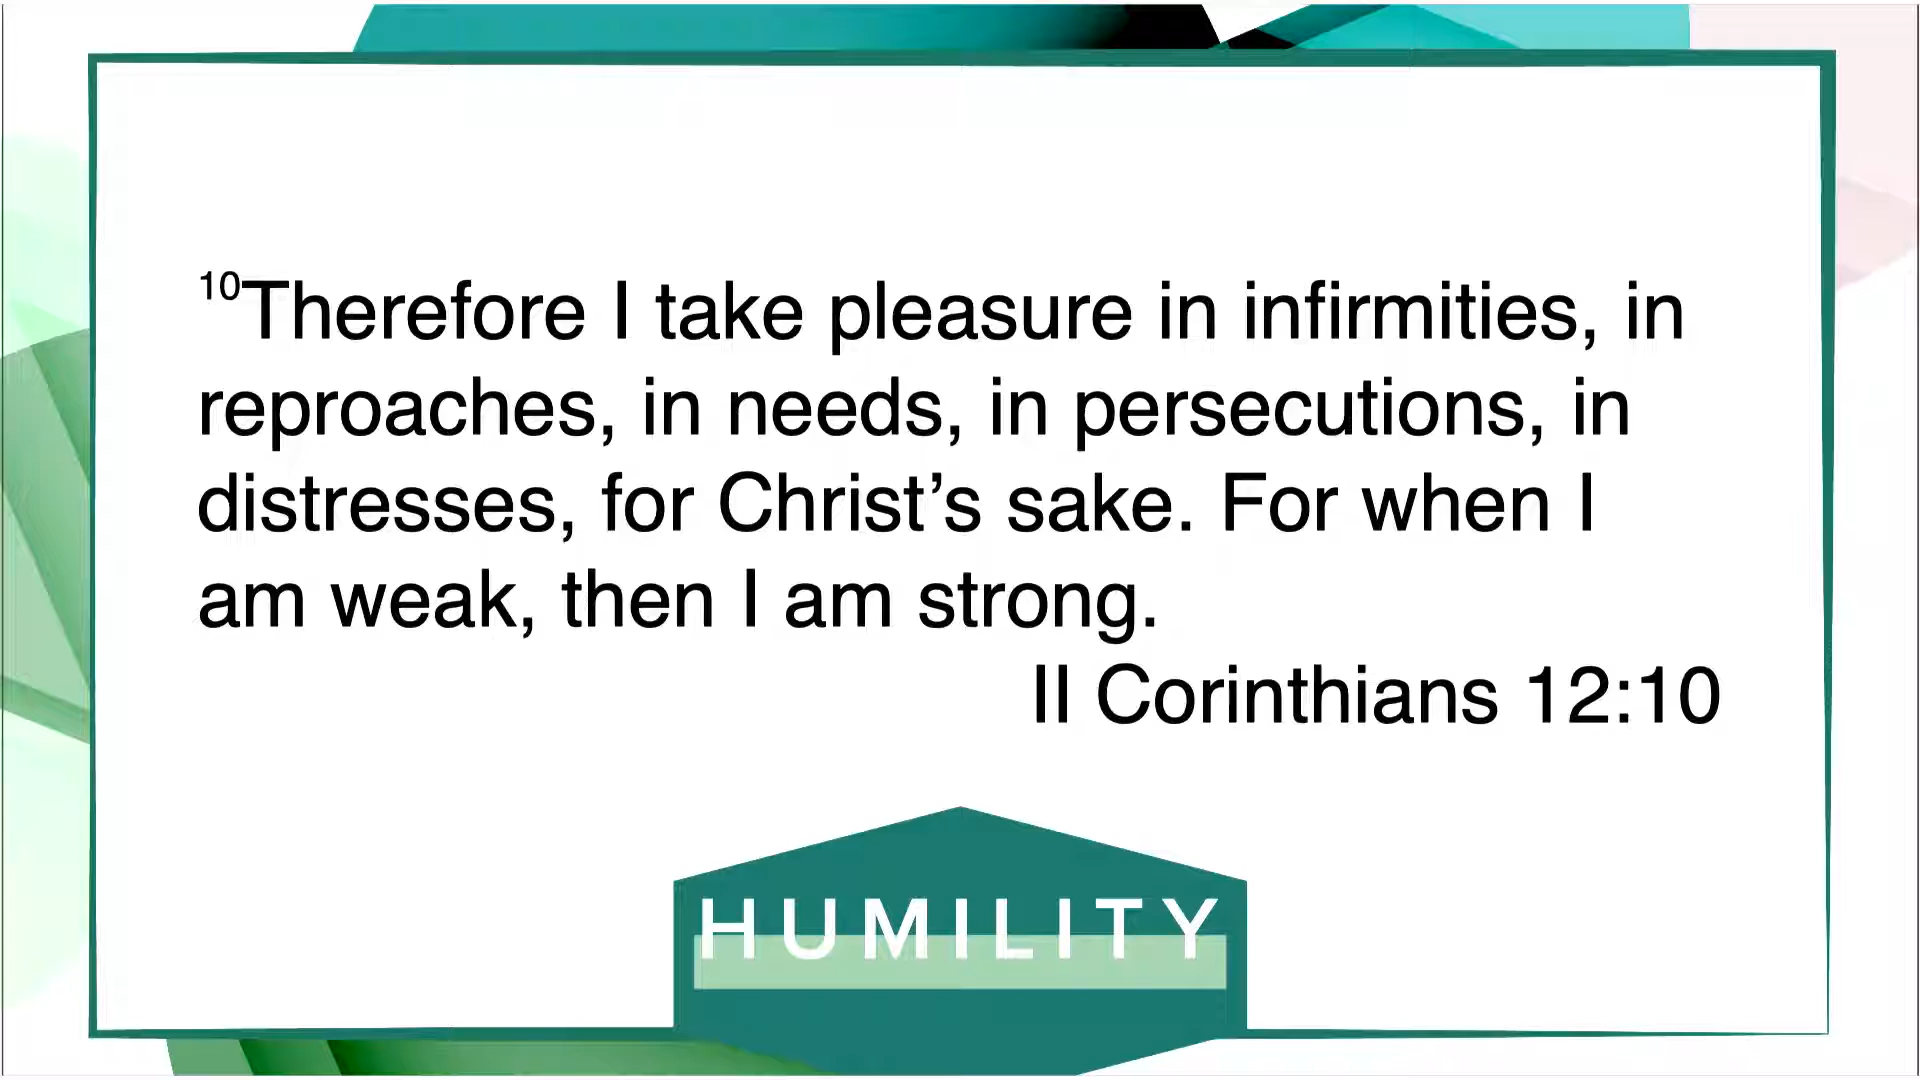 10Therefore I take pleasure in infirmities, in
reproaches, in needs, in persecutions, in
distresses, for Christ’s sake. For when I
am weak, then I am strong.
II Corinthians 12:10
HUMILITY